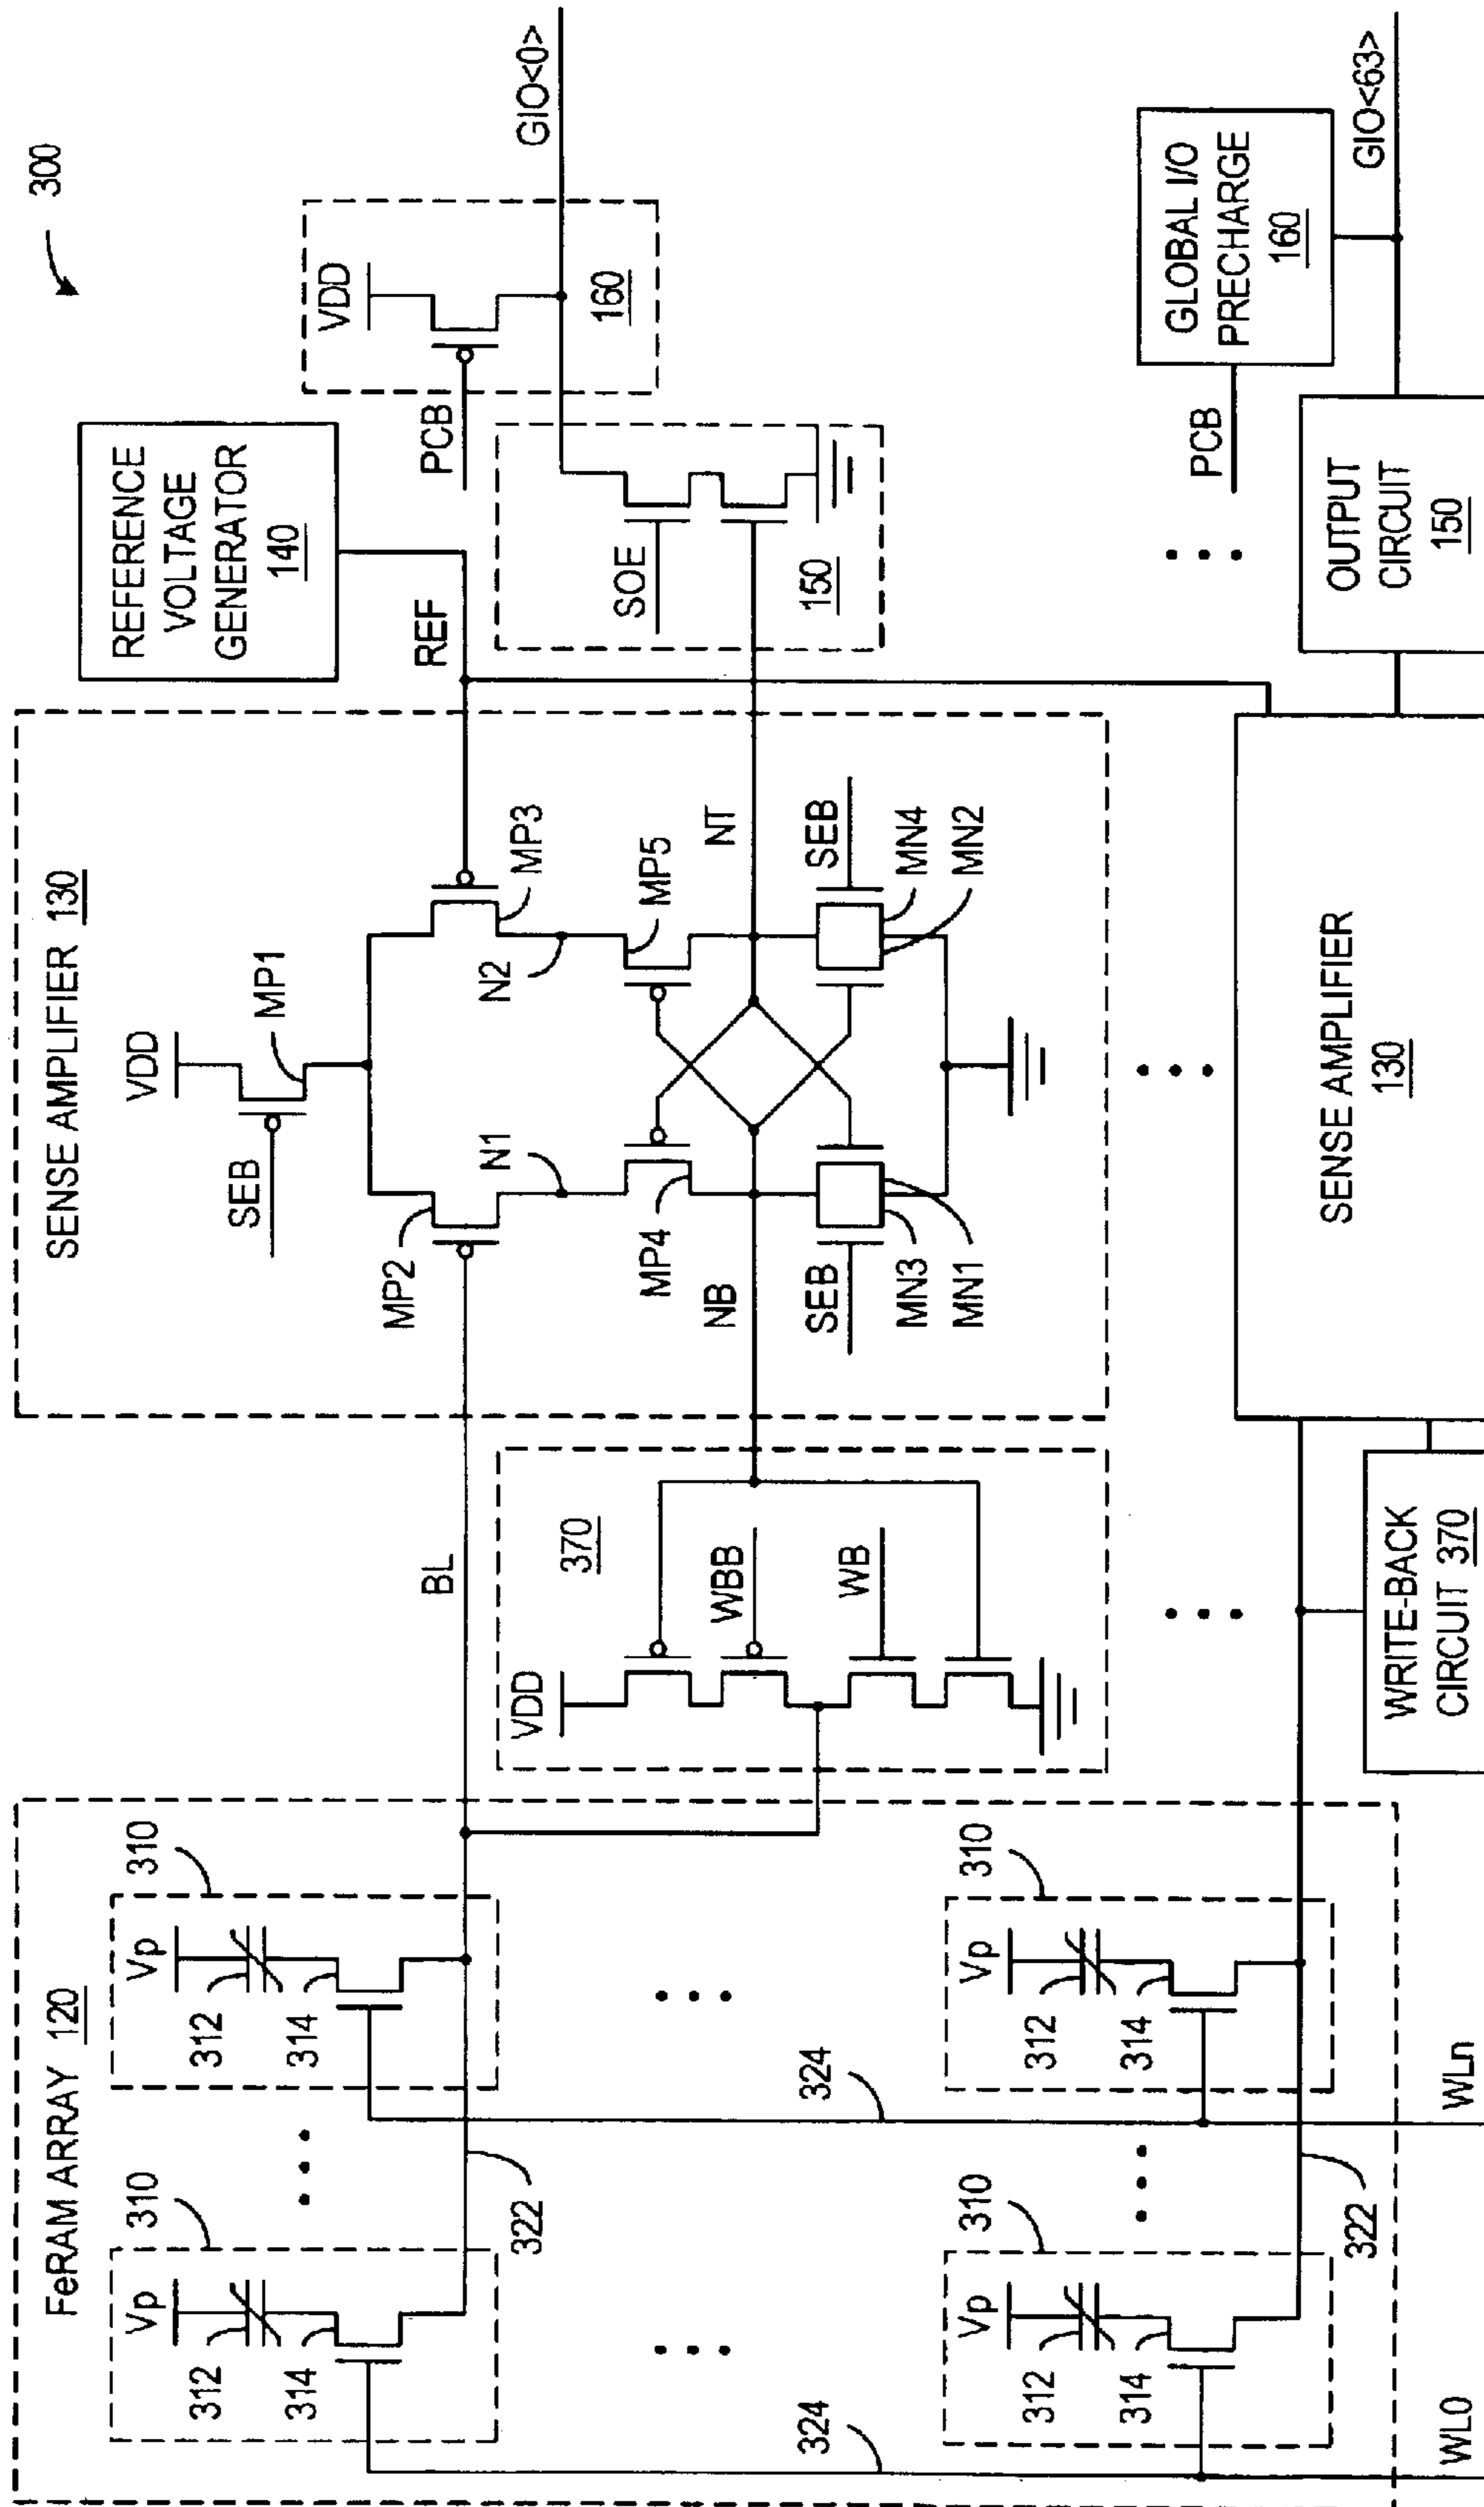 300
FeRAM ARRAY 120
310
Vp
312
314
310
Vp
312
314
322
324
310
Vp
312
314
310
Vp
312
314
322
324
WL0
WLn
BL
370
VDD
WBB
WB
WRITE-BACK
CIRCUIT 370
SENSE AMPLIFIER 130
VDD
SEB
MP1
MP2
MP3
N1
N2
MP4
MP5
NB
NT
SEB
SEB
MN3
MN1
MN4
MN2
SENSE AMPLIFIER
130
REFERENCE
VOLTAGE
GENERATOR
140
REF
SOE
150
PCB
VDD
160
GIO<0>
GLOBAL I/O
PRECHARGE
160
PCB
OUTPUT
CIRCUIT
150
GIO<63>